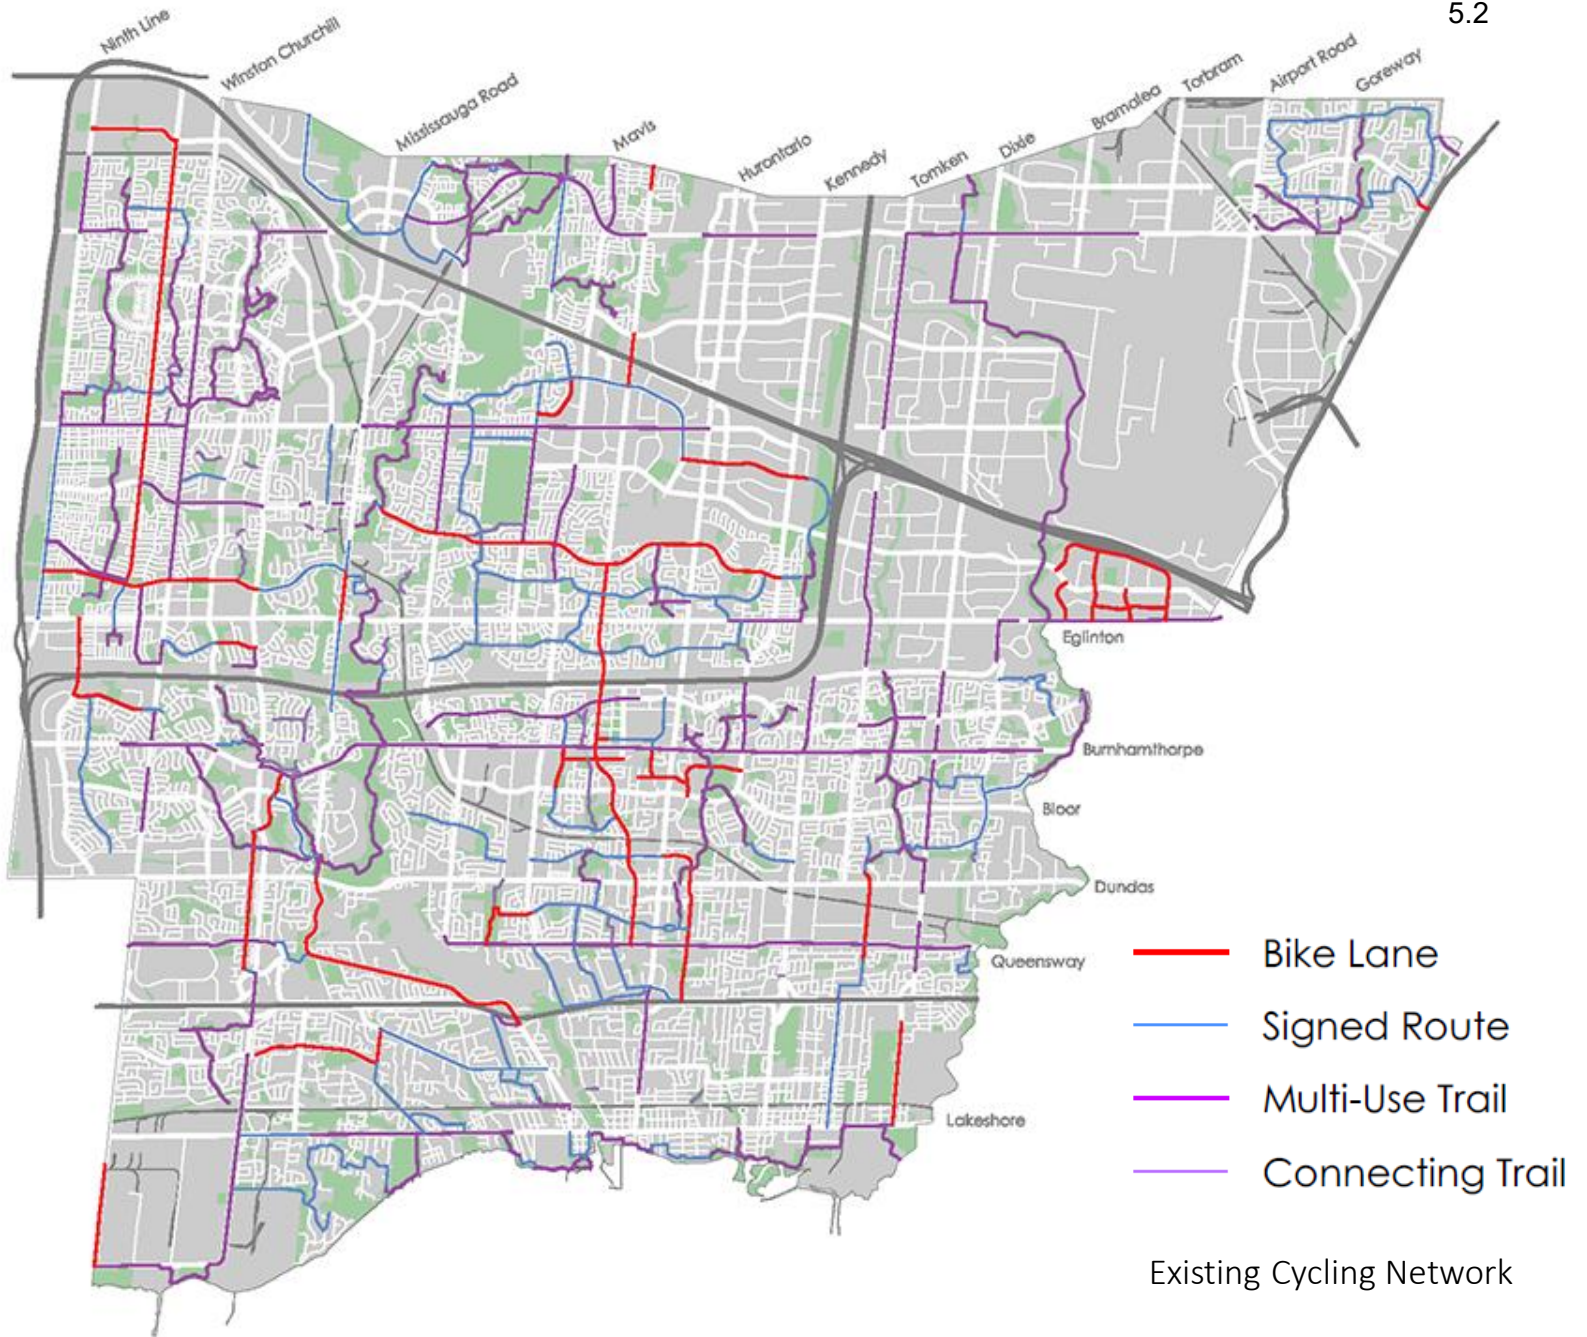 5.2
Ninth Line
Winston Churchill
Mississauga Road
Mavis
Hurontario
Kennedy
Tomken
Dixie
Bramalea
Torbram
Airport Road
Goreway
Eglinton
Burnhamthorpe
Bloor
Dundas
Queensway
Lakeshore
Bike Lane
Signed Route
Multi-Use Trail
Connecting Trail
Existing Cycling Network